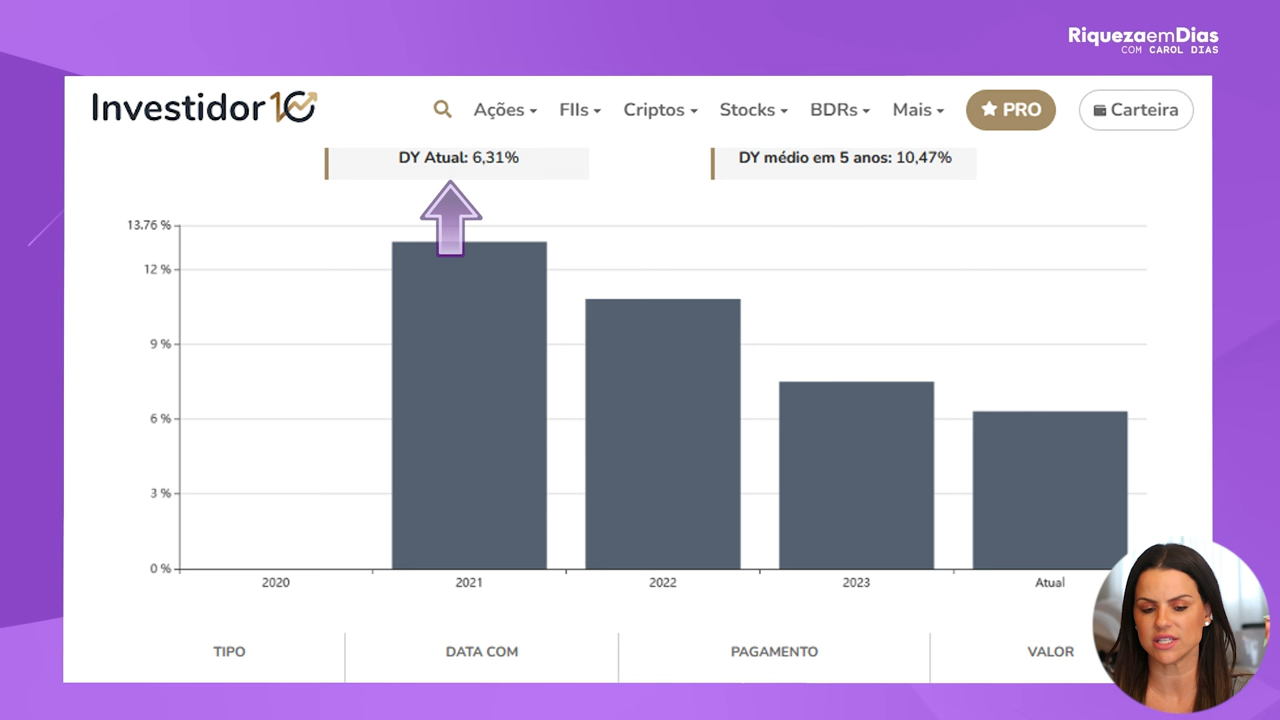 RiquezaemDias
COM CAROL DIAS
Investidor10
Ações
FIIs
Criptos
Stocks
BDRs
Mais
PRO
Carteira
DY Atual: 6,31%
DY médio em 5 anos: 10,47%
13.76 %
12 %
9 %
6 %
3 %
0 %
2020
2021
2022
2023
Atual
TIPO
DATA COM
PAGAMENTO
VALOR